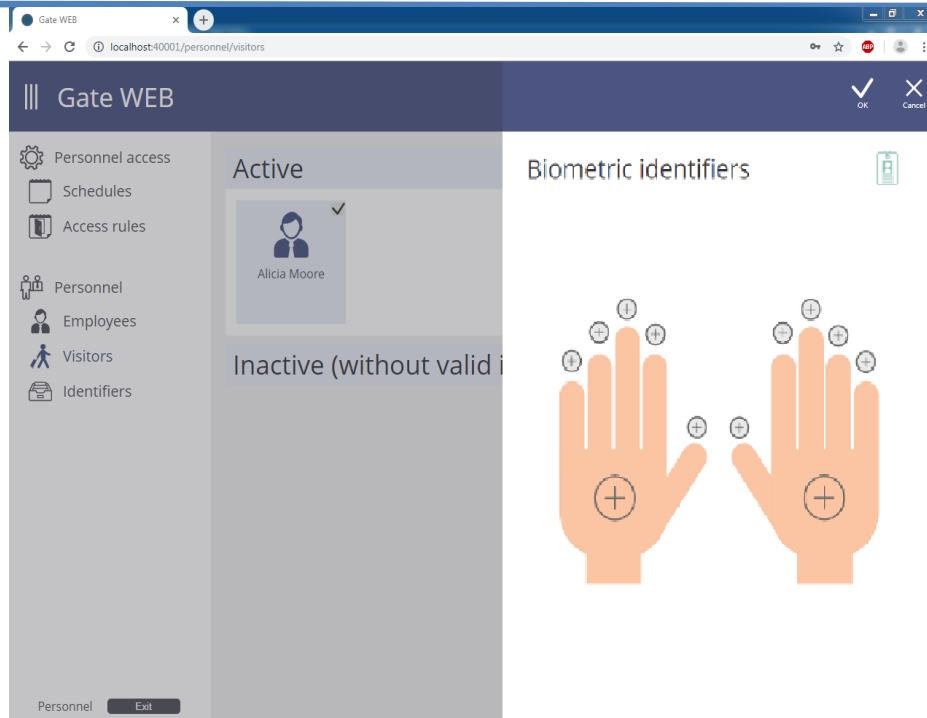 Gate WEB
localhost:40001/personnel/visitors
ABP
Gate WEB
OK
Cancel
Personnel access
Schedules
Access rules
Personnel
Employees
Visitors
Identifiers
Active
Alicia Moore
Inactive (without valid i
Biometric identifiers
Personnel
Exit